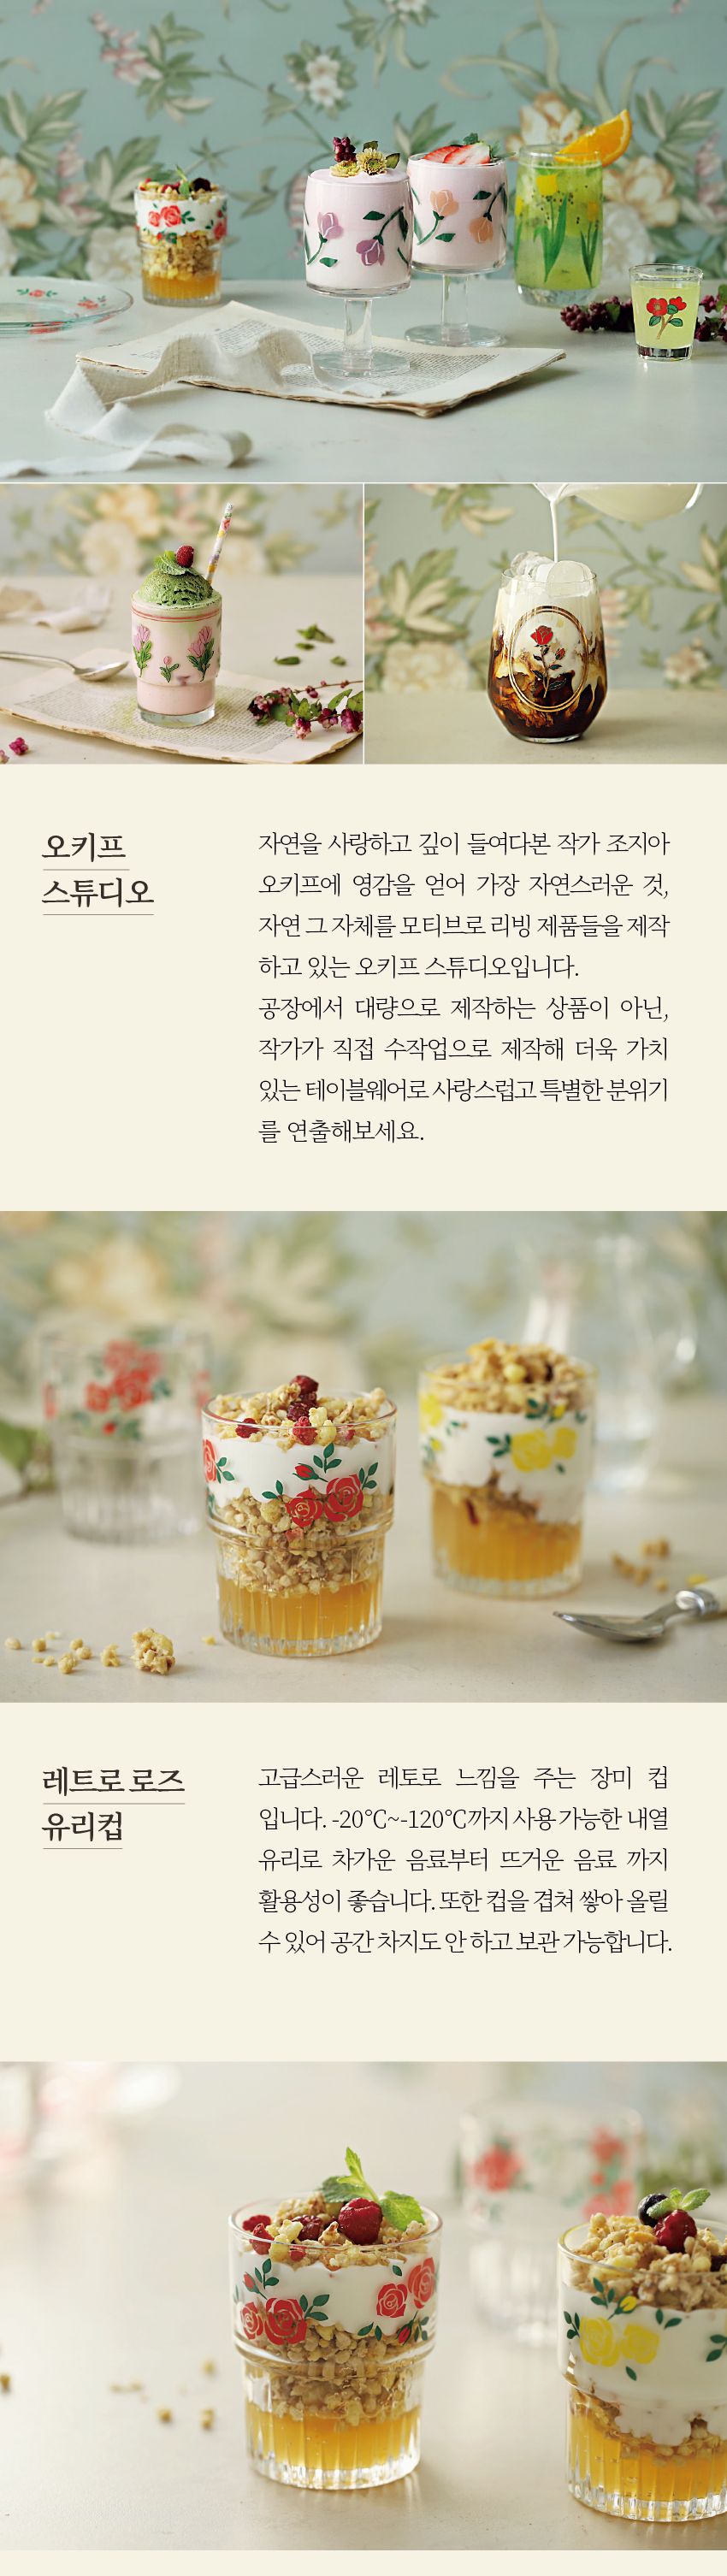 오키프
스튜디오
자연을 사랑하고 깊이 들여다본 작가 조지아
오키프에 영감을 얻어 가장 자연스러운 것,
자연 그 자체를 모티브로 리빙 제품들을 제작
하고 있는 오키프 스튜디오입니다.
공장에서 대량으로 제작하는 상품이 아닌,
작가가 직접 수작업으로 제작해 더욱 가치
있는 테이블웨어로 사랑스럽고 특별한 분위기
를 연출해보세요.
레트로 로즈
유리컵
고급스러운 레토로 느낌을 주는 장미 컵
입니다. -20℃~-120℃까지 사용 가능한 내열
유리로 차가운 음료부터 뜨거운 음료 까지
활용성이 좋습니다. 또한 컵을 겹쳐 쌓아 올릴
수 있어 공간 차지도 안 하고 보관 가능합니다.